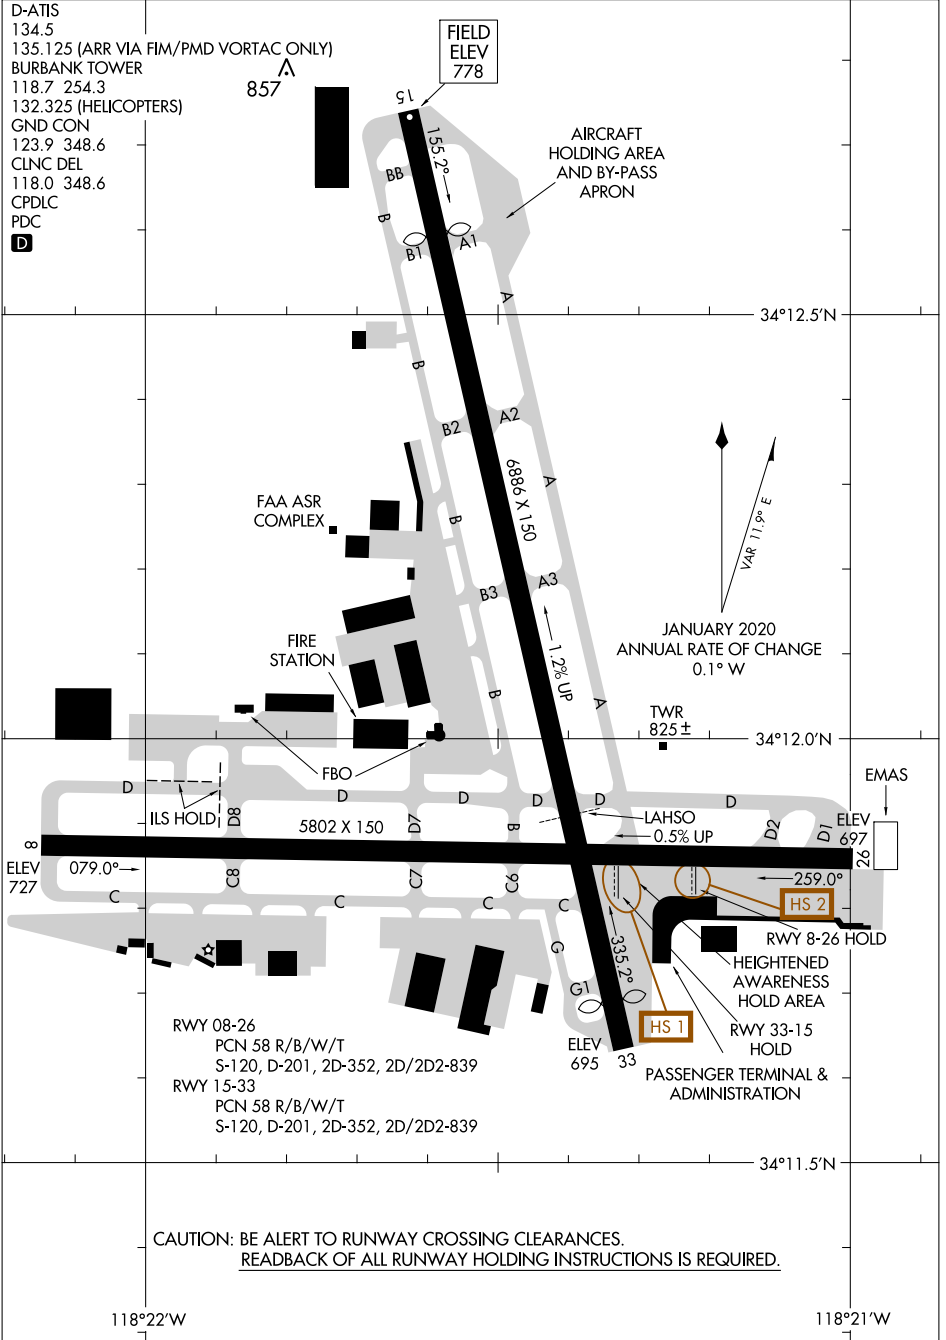 D-ATIS
134.5
135.125 (ARR VIA FIM/PMD VORTAC ONLY)
BURBANK TOWER
118.7 254.3
132.325 (HELICOPTERS)
GND CON
123.9 348.6
CLNC DEL
118.0 348.6
CPDLC
PDC
D
857
FIELD
ELEV
778
15
155.2°
AIRCRAFT
HOLDING AREA
AND BY-PASS
APRON
BB
B
B1
A1
A
34°12.5'N
B
B2
A2
6886 X 150
A
VAR 11.9° E
FAA ASR
COMPLEX
B
B3
A3
JANUARY 2020
ANNUAL RATE OF CHANGE
0.1° W
FIRE
STATION
1.2% UP
B
A
TWR
825±
34°12.0'N
FBO
EMAS
D
D
D
D
D
D
ILS HOLD
D8
5802 X 150
D7
B
LAHSO
0.5% UP
D2
D1
ELEV
697
8
26
ELEV
727
079.0°
C8
C7
C6
259.0°
C
C
C
C
HS 2
335.2°
RWY 8-26 HOLD
G
HEIGHTENED
AWARENESS
HOLD AREA
G1
HS 1
RWY 33-15
HOLD
ELEV
695
33
PASSENGER TERMINAL &
ADMINISTRATION
RWY 08-26
PCN 58 R/B/W/T
S-120, D-201, 2D-352, 2D/2D2-839
RWY 15-33
PCN 58 R/B/W/T
S-120, D-201, 2D-352, 2D/2D2-839
34°11.5'N
CAUTION: BE ALERT TO RUNWAY CROSSING CLEARANCES.
READBACK OF ALL RUNWAY HOLDING INSTRUCTIONS IS REQUIRED.
118°22'W
118°21'W